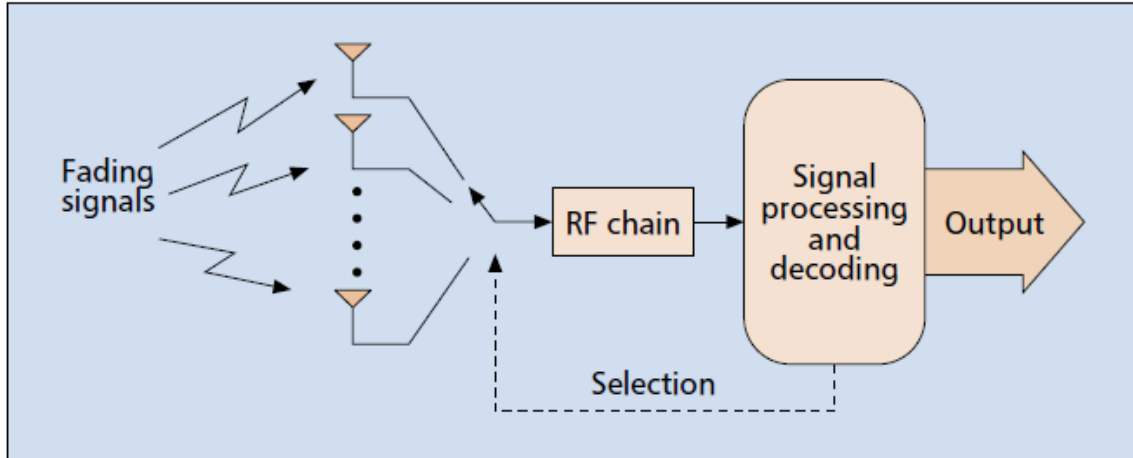 Fading
signals
RF chain
Signal
processing
and
decoding
Output
Selection